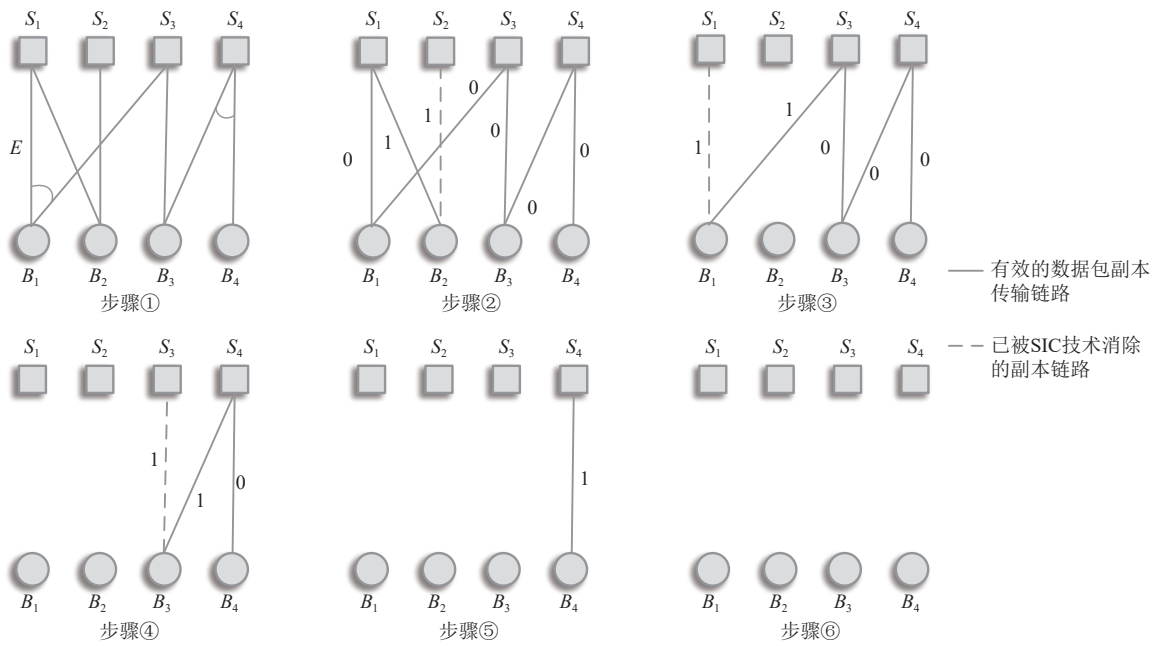 S₁ S₂ S₃ S₄
E
B₁ B₂ B₃ B₄
步骤①
S₁ S₂ S₃ S₄
0
1
0 1 0 0
0
B₁ B₂ B₃ B₄
步骤②
S₁ S₂ S₃ S₄
1
1 0 0
0
B₁ B₂ B₃ B₄
步骤③
有效的数据包副本
传输链路
已被SIC技术消除
的副本链路
S₁ S₂ S₃ S₄
1
0
1
B₁ B₂ B₃ B₄
步骤④
S₁ S₂ S₃ S₄
1
B₁ B₂ B₃ B₄
步骤⑤
S₁ S₂ S₃ S₄
B₁ B₂ B₃ B₄
步骤⑥